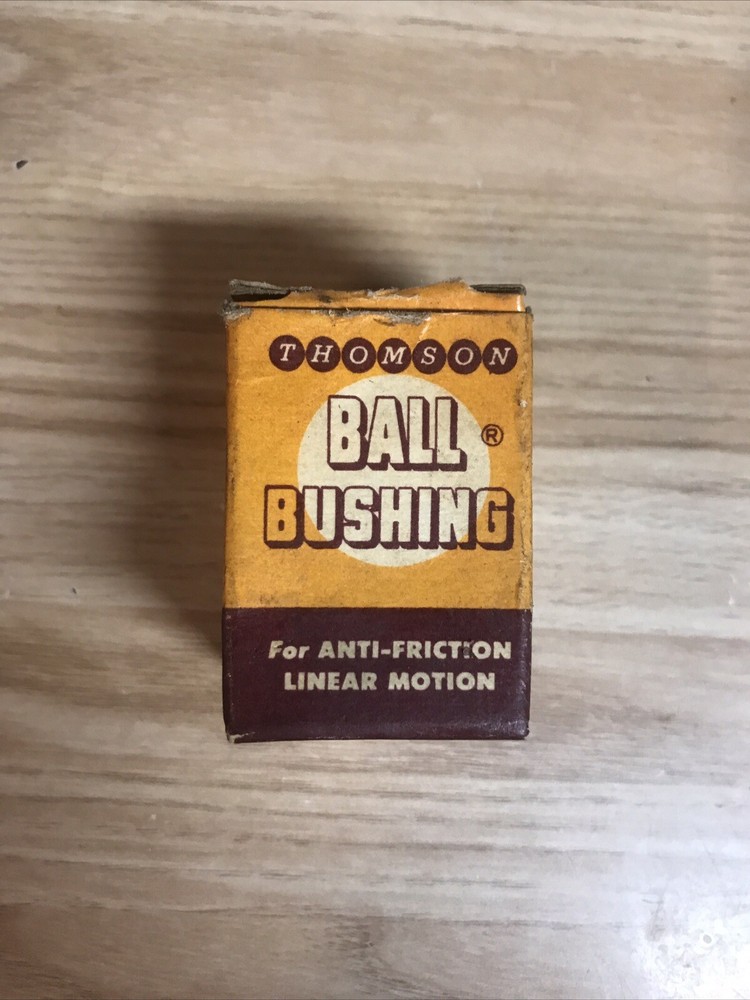 THOMSON
BALL ®
BUSHING
For ANTI-FRICTION
LINEAR MOTION